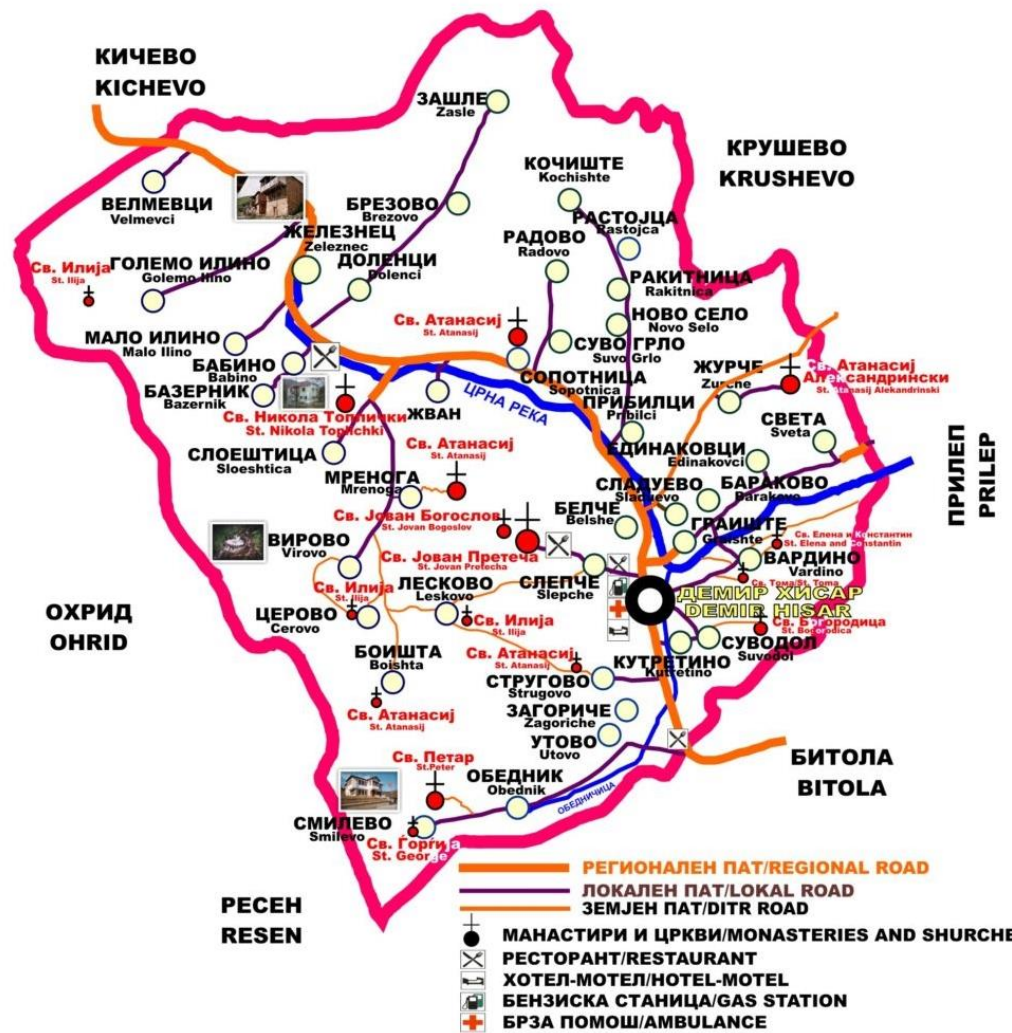 КИЧЕВО
KICHEVO
ЗАШЛЕ
Zasle
КРУШЕВО
KRUSHEVO
КОЧИШТЕ
Kochishte
ВЕЛМЕВЦИ
Velmevci
БРЕЗОВО
Brezovo
РАСТОЈЦА
Rastojca
РАДОВО
Radovo
ЖЕЛЕЗНЕЦ
Zeleznec
ГОЛЕМО ИЛИНО
Golemo Ilino
Св. Илија
St. Ilija
ДОЛЕНЦИ
Dolenci
РАКИТНИЦА
Rakitnica
НОВО СЕЛО
Novo Selo
Св. Атанасиј
St. Atanasij
МАЛО ИЛИНО
Malo Ilino
СУВО ГРЛО
Suvo Grlo
БАБИНО
Babino
ЖУРЧЕ
Zurche
Св. Атанасиј
Александрински
St. Atanasij Alekandrinski
БАЗЕРНИК
Bazernik
СОПОТНИЦА
Sopotnica
ЦРНА РЕКА
ПРИБИЛЦИ
Pribilci
ЖВАН
Св. Никола Топлички
St. Nikola Toplichki
СВЕТА
Sveta
СЛОЕШТИЦА
Sloeshtica
Св. Атанасиј
St. Atanasij
ЕДИНАКОВЦИ
Edinakovci
ПРИЛЕП
PRILEP
МРЕНОГА
Mrenoga
СЛАДУЕВО
Sladuevo
БАРАКОВО
Barakovo
БЕЛЧЕ
Belshe
Св. Јован Богослов
St. Jovan Bogoslov
ГРАИШТЕ
Graishte
Св. Елена и Константин
St. Elena and Constantin
ВИРОВО
Virovo
Св. Јован Претеча
St. Jovan Pretecha
ВАРДИНО
Vardino
Св. Тома/St. Toma
Св. Илија
St. Ilija
ЛЕСКОВО
Leskovo
СЛЕПЧЕ
Slepche
ДЕМИР ХИСАР
DEMIR HISAR
ОХРИД
OHRID
ЦЕРОВО
Cerovo
Св. Илија
St. Ilija
Св. Богородица
St. Bogorodica
СУВОДОЛ
Suvodol
БОИШТА
Boishta
Св. Атанасиј
St. Atanasij
КУТРЕТИНО
Kutretino
СТРУГОВО
Strugovo
Св. Атанасиј
St. Atanasij
ЗАГОРИЧЕ
Zagoriche
УТОВО
Utovo
Св. Петар
St.Peter
БИТОЛА
BITOLA
ОБЕДНИК
Obednik
ОБЕДНИЧИЦА
СМИЛЕВО
Smilevo
Св. Ѓорѓија
St. George
РЕСЕН
RESEN
РЕГИОНАЛЕН ПАТ/REGIONAL ROAD
ЛОКАЛЕН ПАТ/LOKAL ROAD
ЗЕМЈЕН ПАТ/DITR ROAD
МАНАСТИРИ И ЦРКВИ/MONASTERIES AND SHURCHE
РЕСТОРАНТ/RESTAURANT
ХОТЕЛ-МОТЕЛ/HOTEL-MOTEL
БЕНЗИСКА СТАНИЦА/GAS STATION
БРЗА ПОМОШ/AMBULANCE